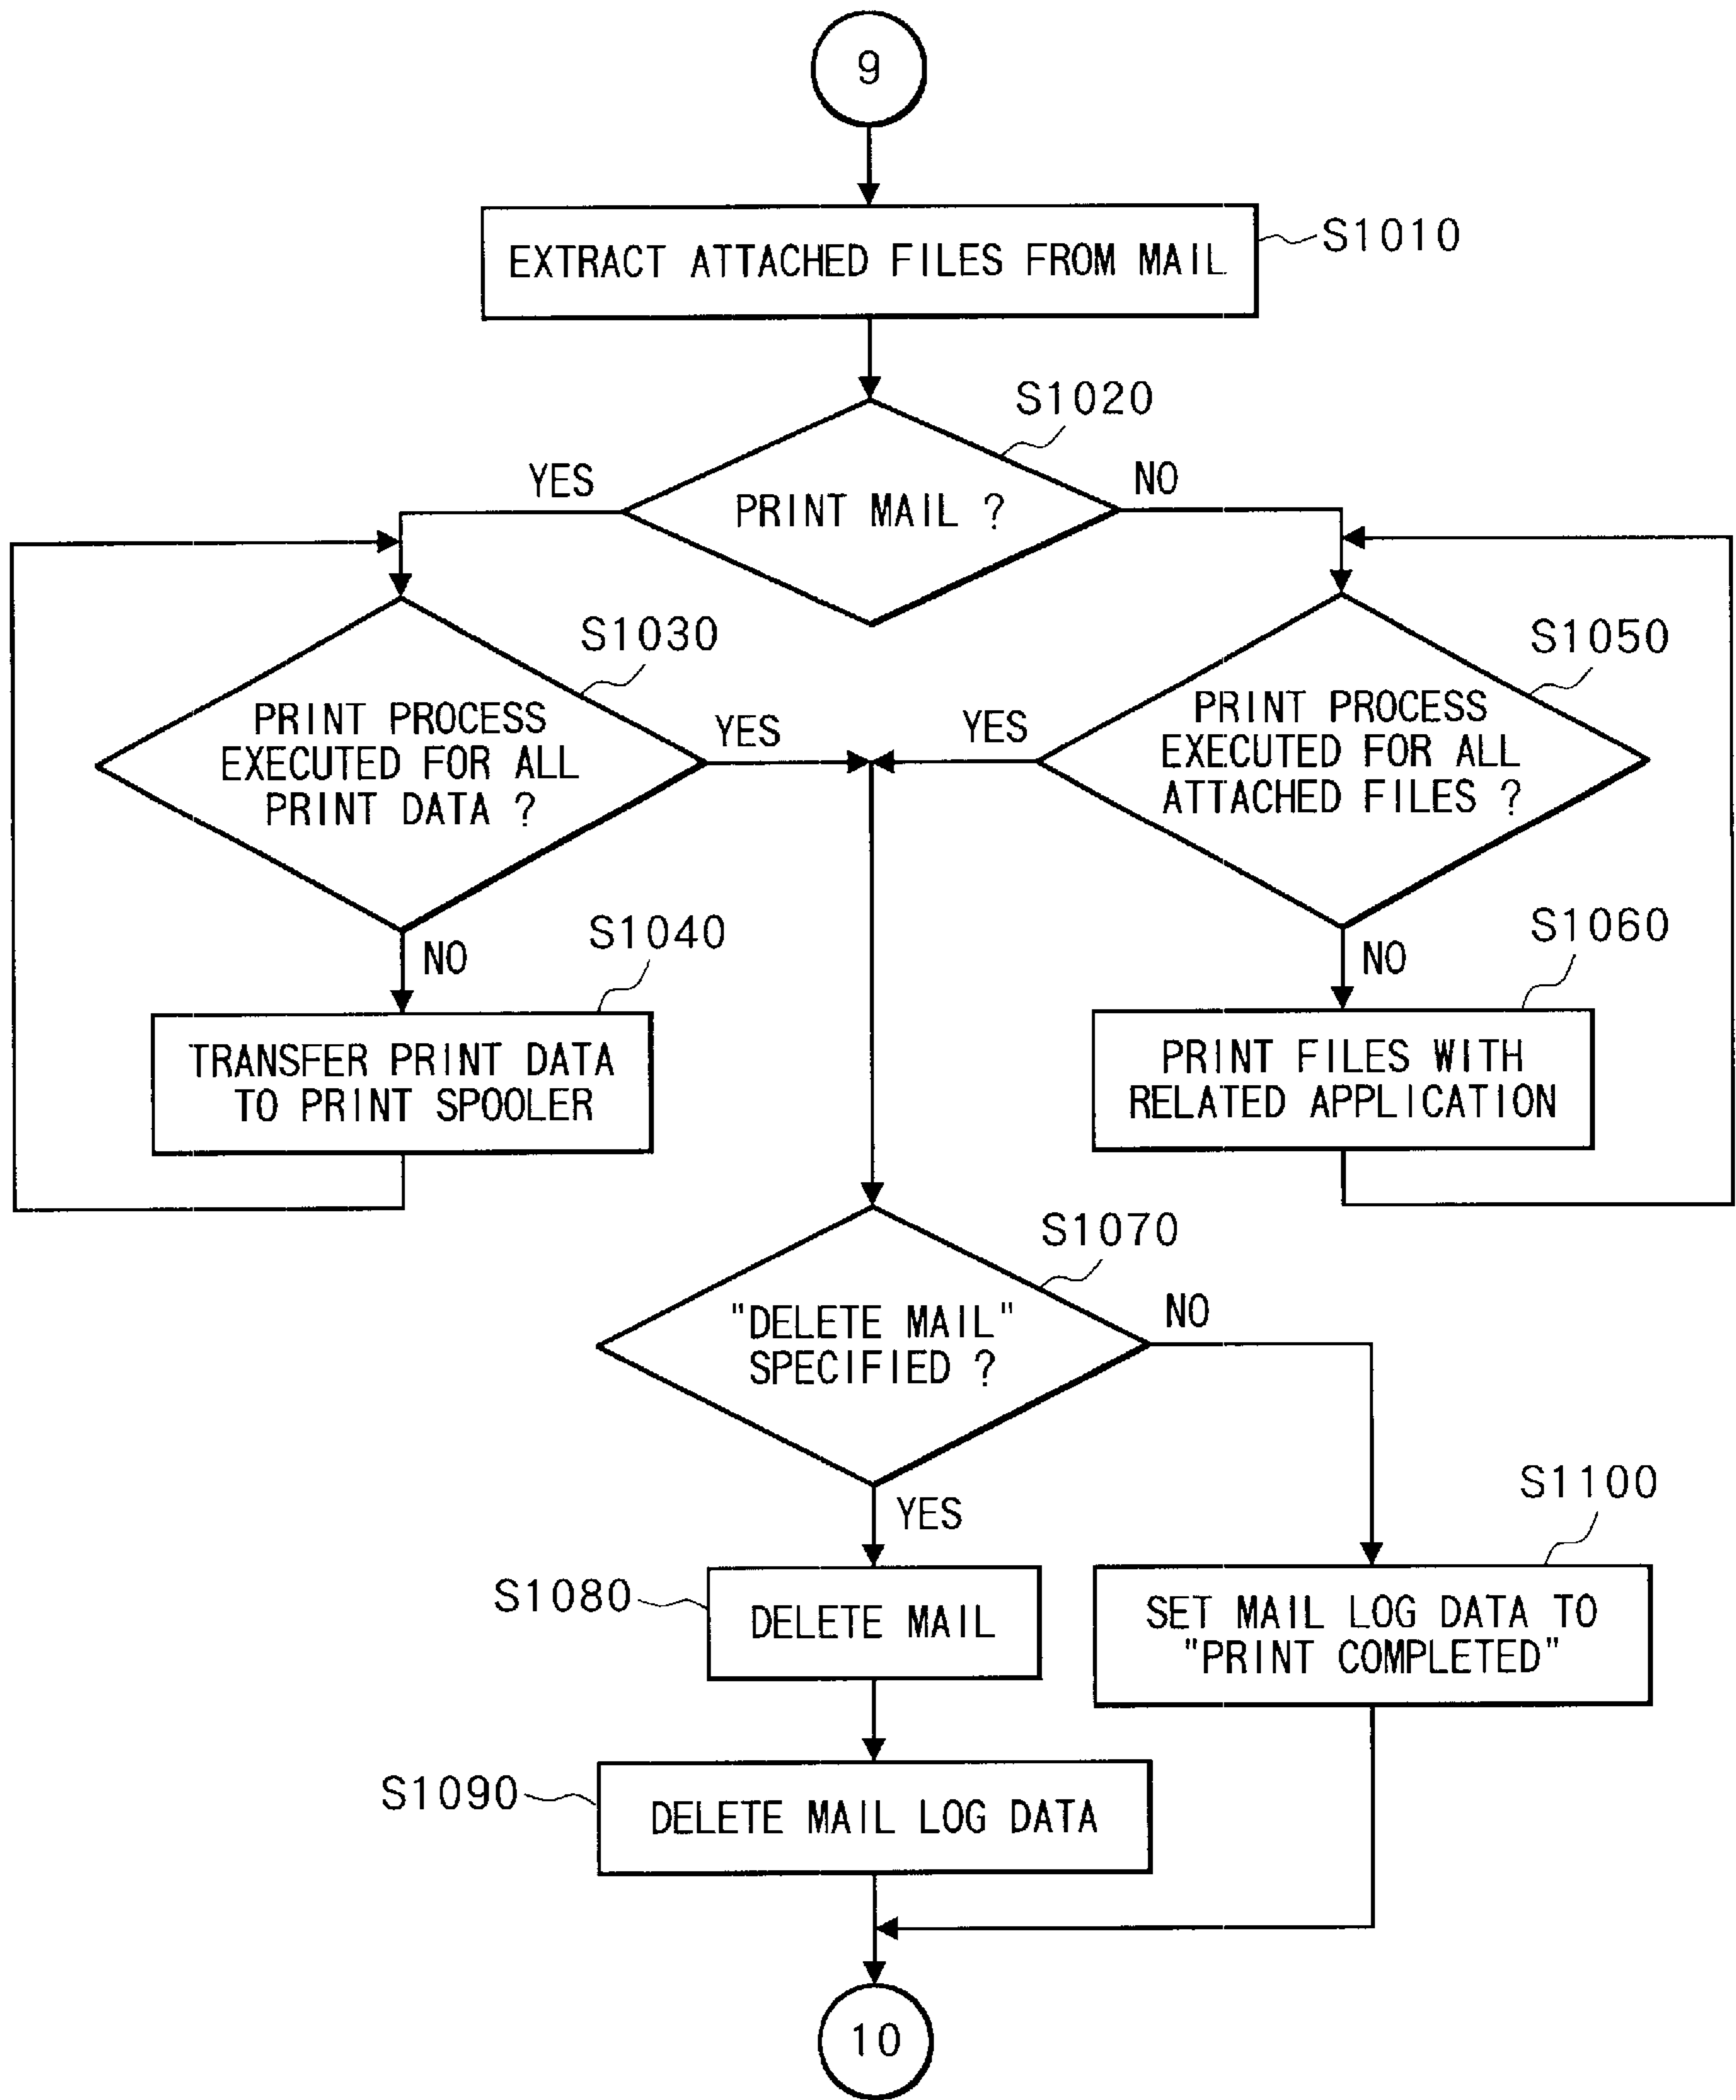 9
EXTRACT ATTACHED FILES FROM MAIL
S1010
S1020
YES
NO
PRINT MAIL ?
S1030
S1050
PRINT PROCESS
EXECUTED FOR ALL
PRINT DATA ?
YES
YES
PRINT PROCESS
EXECUTED FOR ALL
ATTACHED FILES ?
NO
S1040
NO
S1060
TRANSFER PRINT DATA
TO PRINT SPOOLER
PRINT FILES WITH
RELATED APPLICATION
S1070
"DELETE MAIL"
SPECIFIED ?
NO
YES
S1100
S1080
DELETE MAIL
SET MAIL LOG DATA TO
"PRINT COMPLETED"
S1090
DELETE MAIL LOG DATA
10